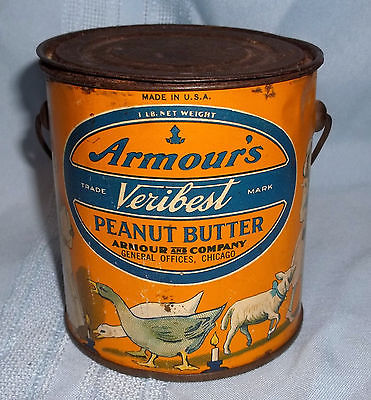 MADE IN U.S.A.
1 LB. NET WEIGHT
Armour's
TRADE Veribest MARK
PEANUT BUTTER
ARMOUR AND COMPANY
GENERAL OFFICES, CHICAGO